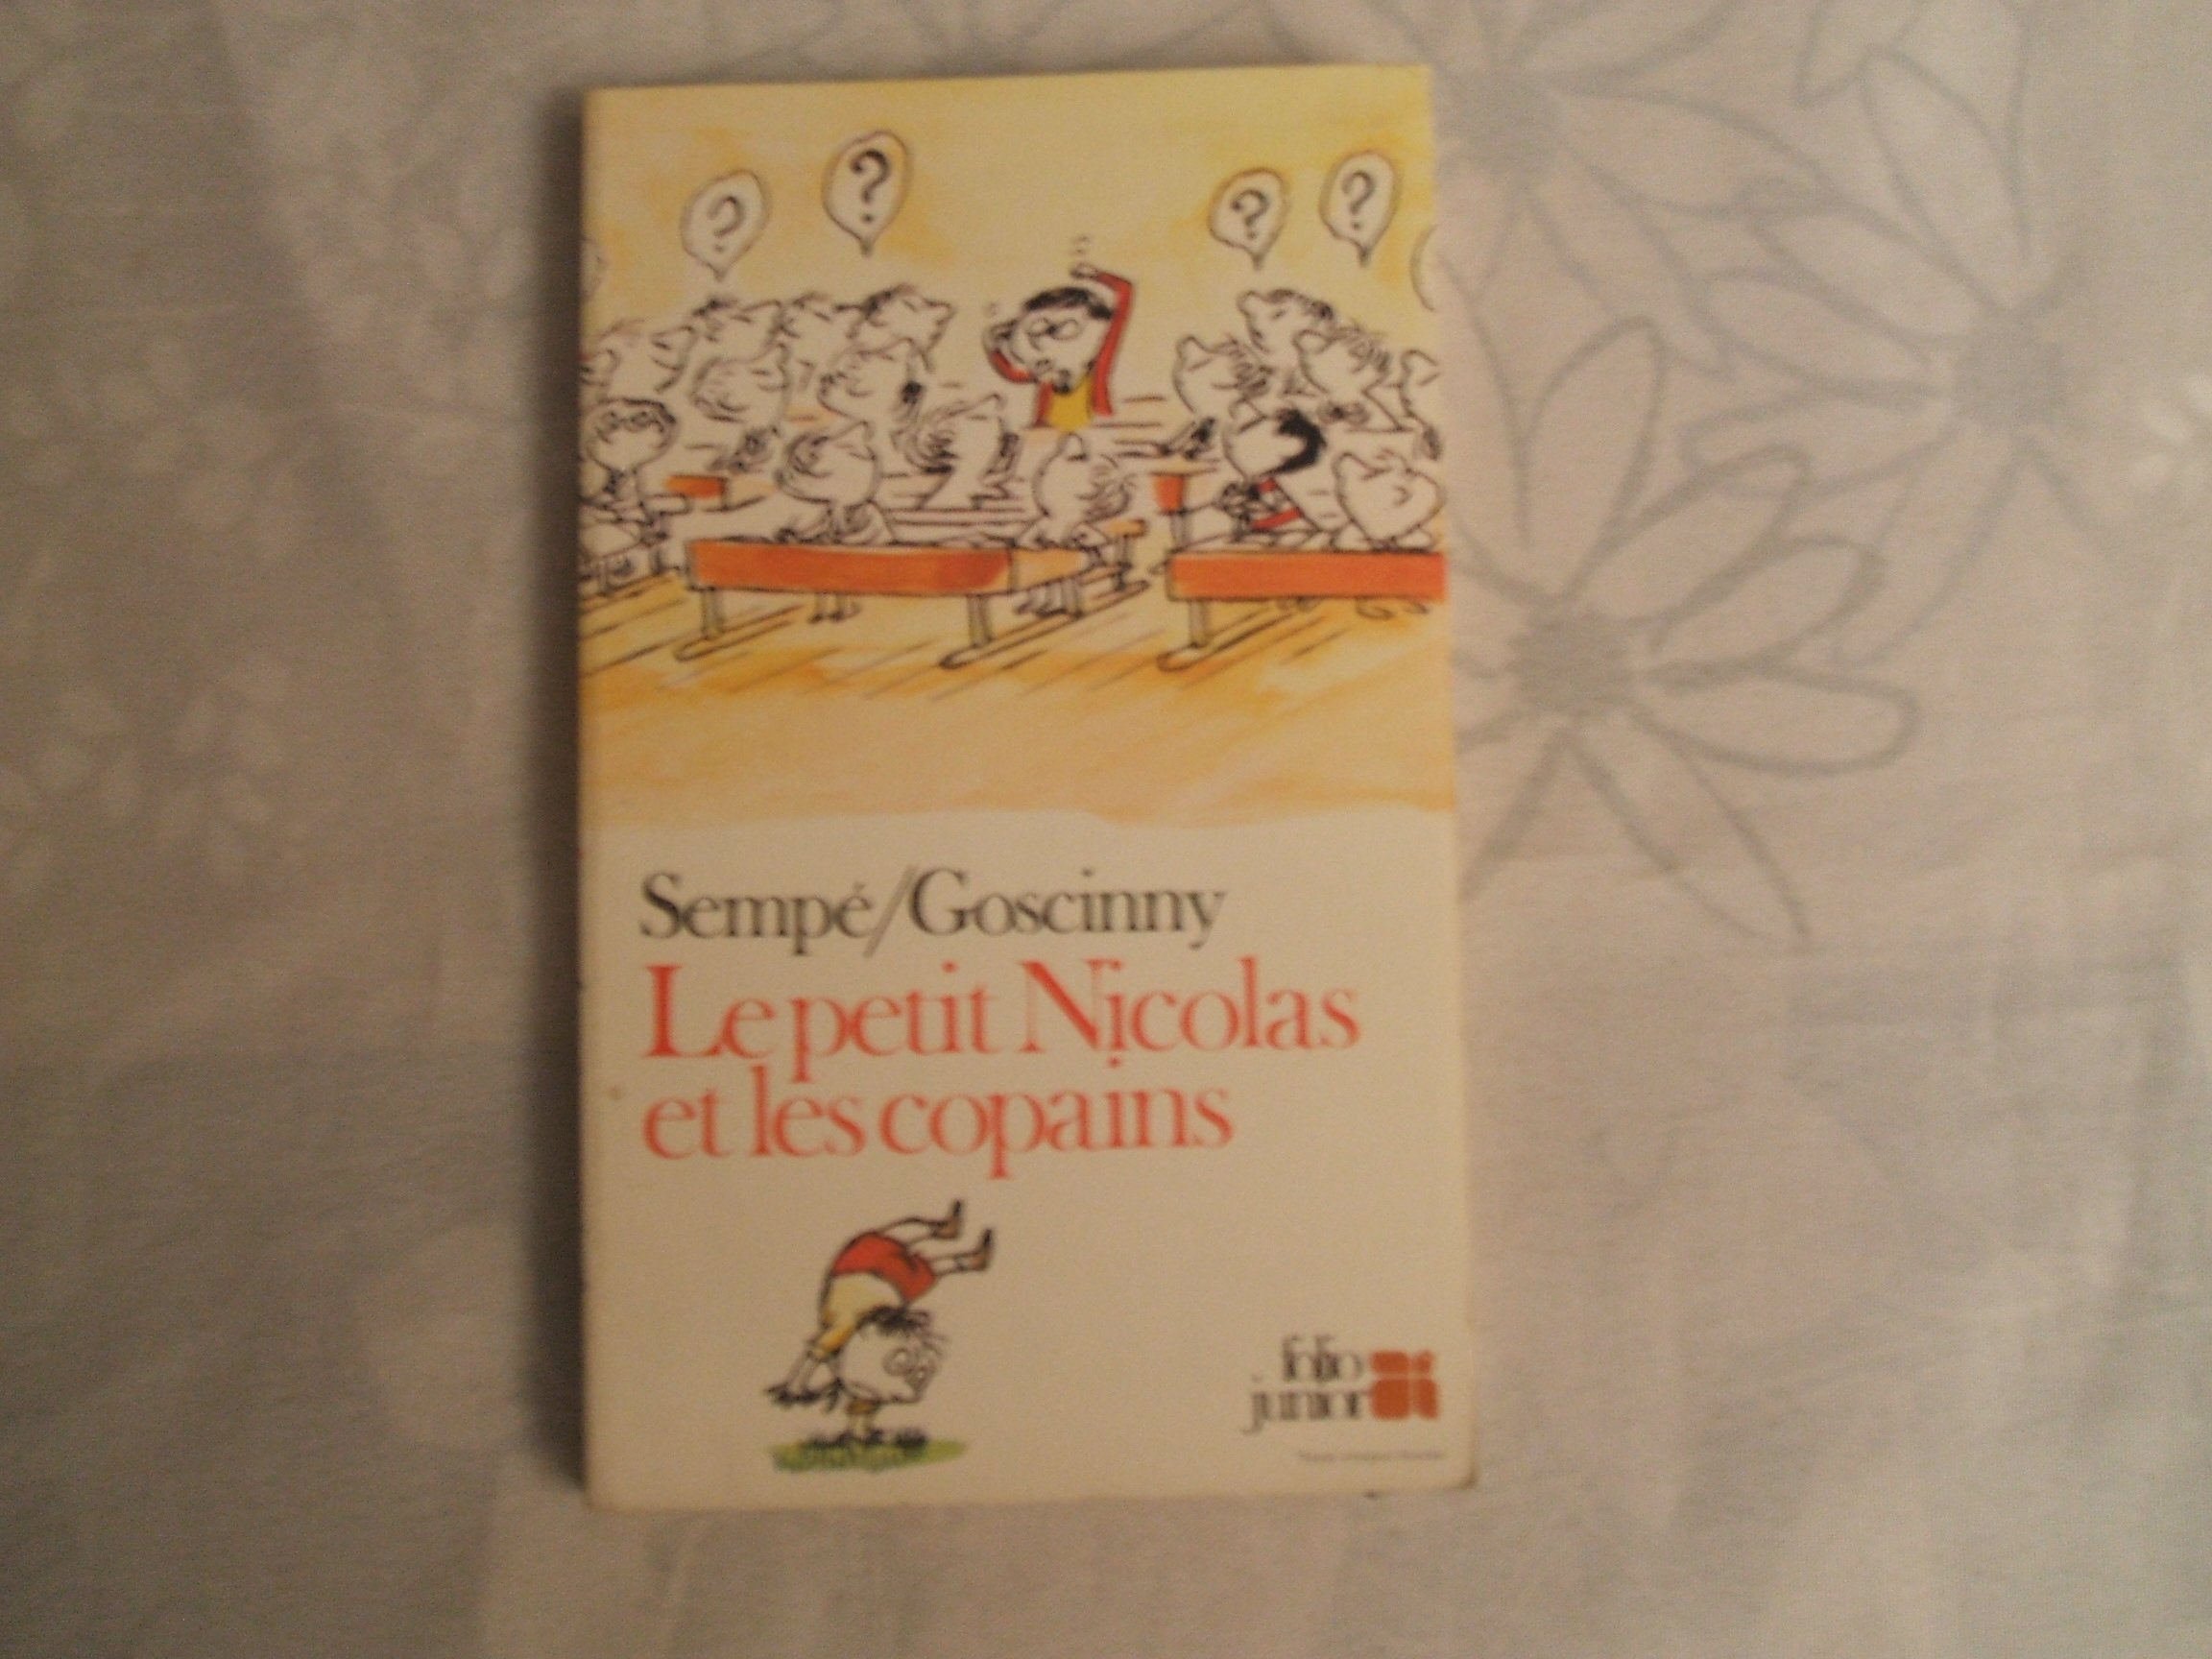 ?
?
?
?
Sempé/Goscinny
Le petit Nicolas
et les copains
folio
junior